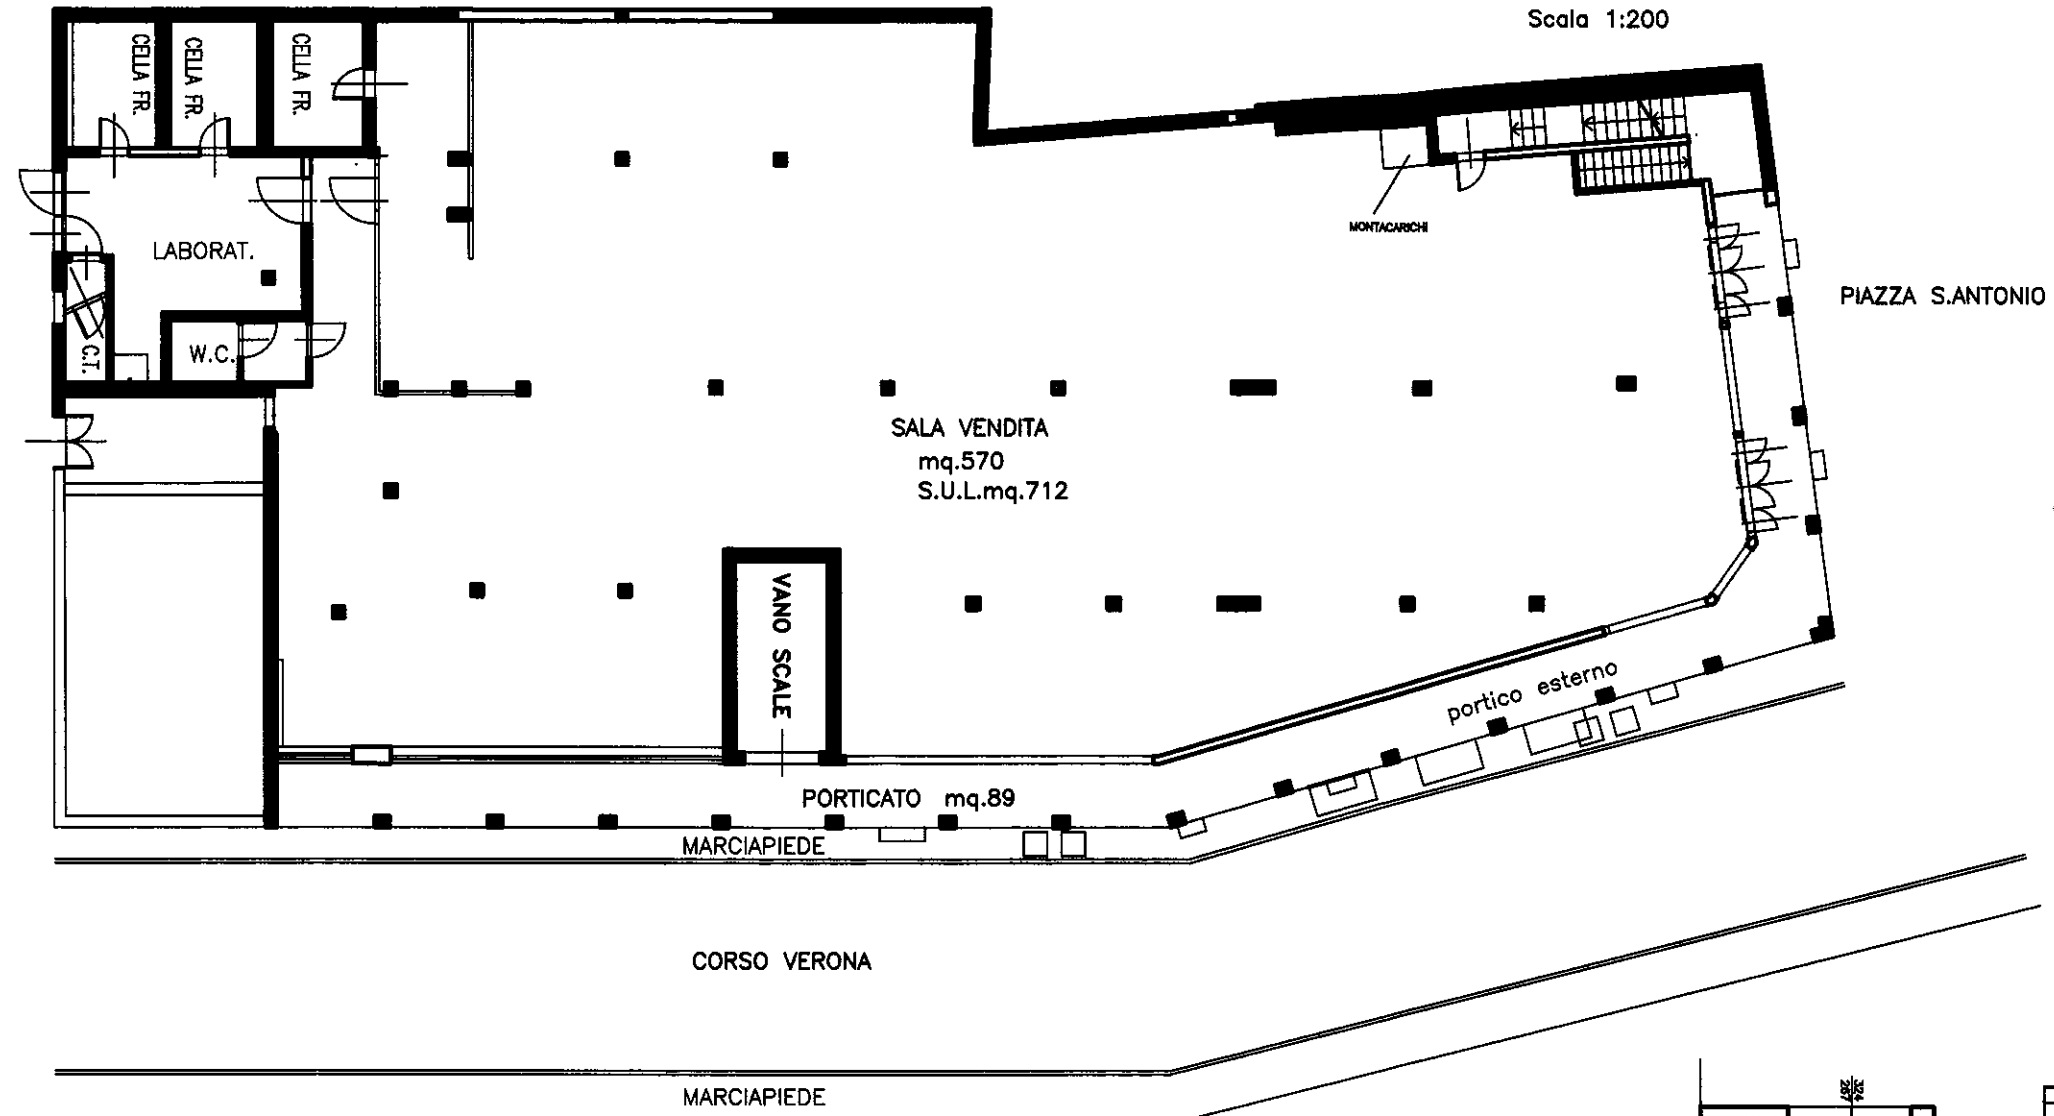 Scala 1:200
CELLA FR.
CELLA FR.
CELLA FR.
MONTACARICHI
LABORAT.
PIAZZA S.ANTONIO
C.T.
W.C.
SALA VENDITA
mq.570
S.U.L.mq.712
VANO SCALE
portico esterno
PORTICATO mq.89
MARCIAPIEDE
CORSO VERONA
MARCIAPIEDE